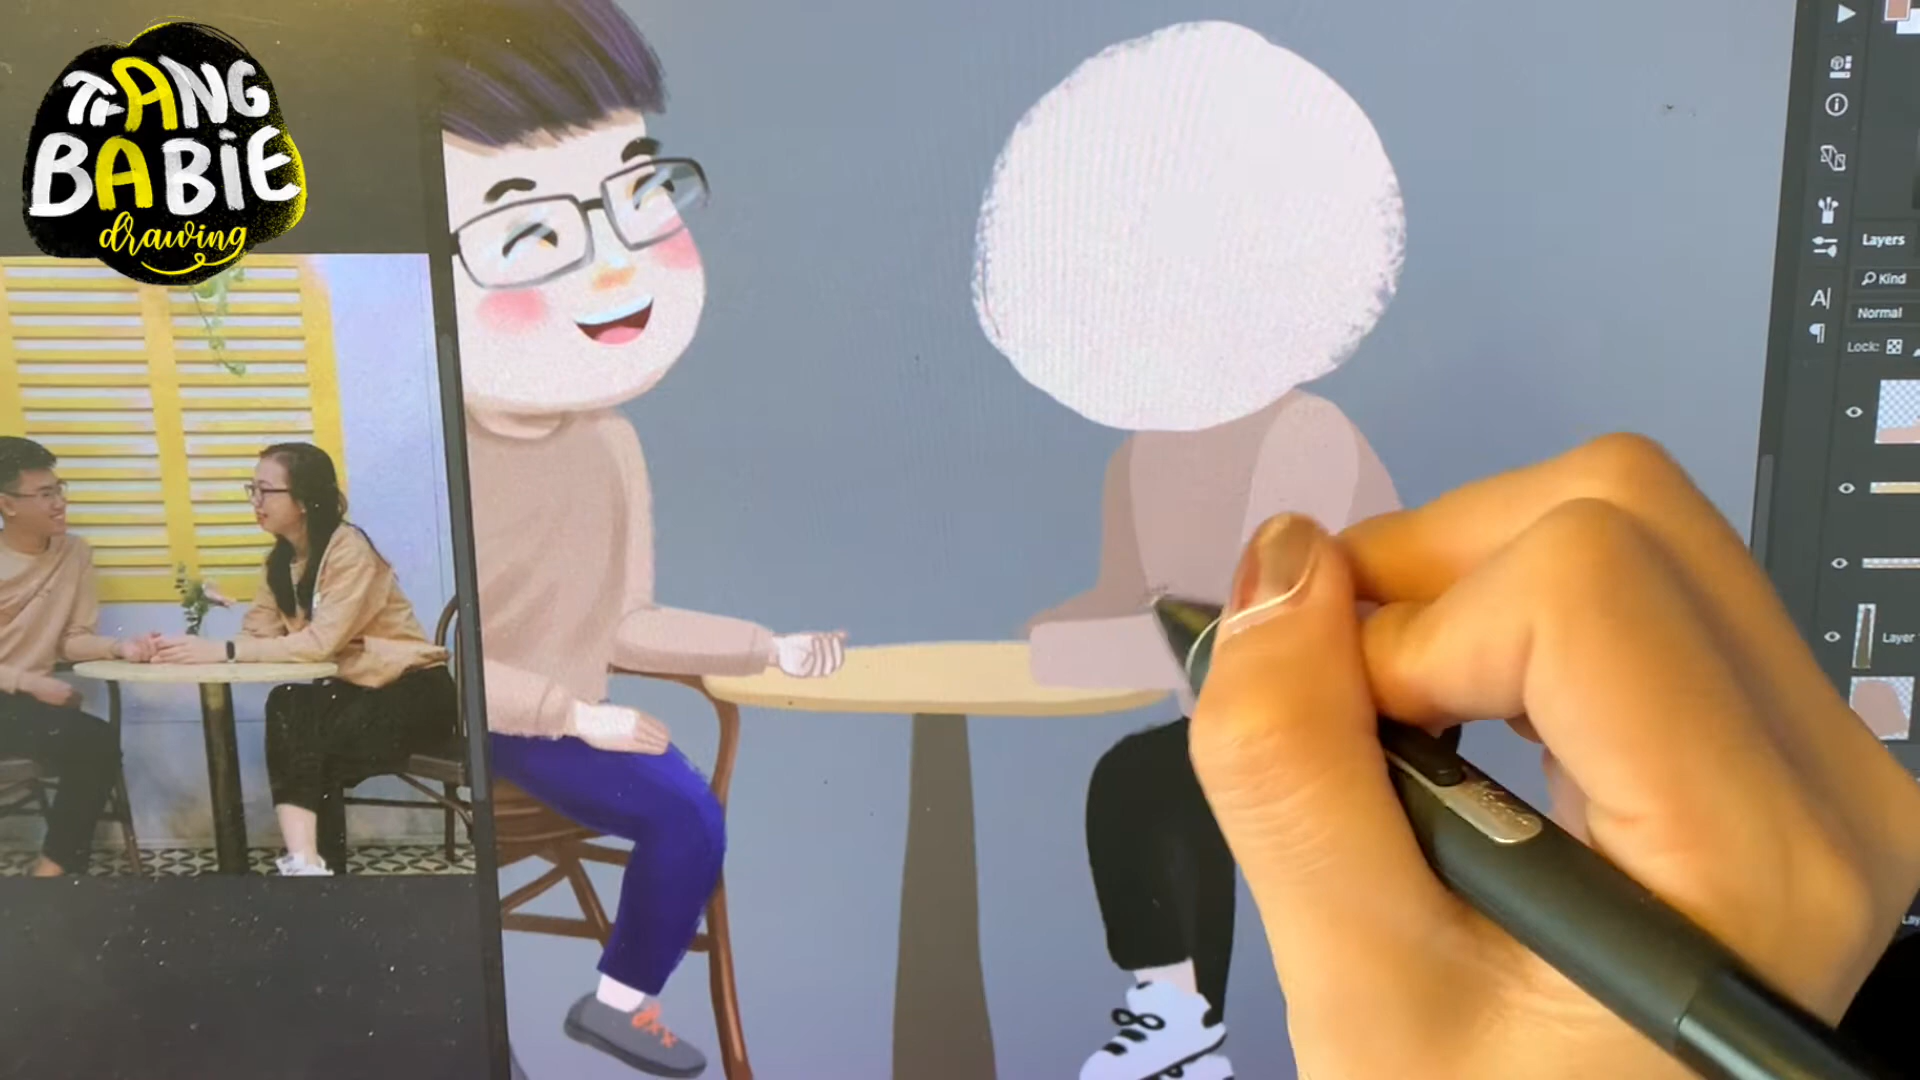 TRANG
BABIE
drawing
Layers
Kind
Normal
Lock:
Layer